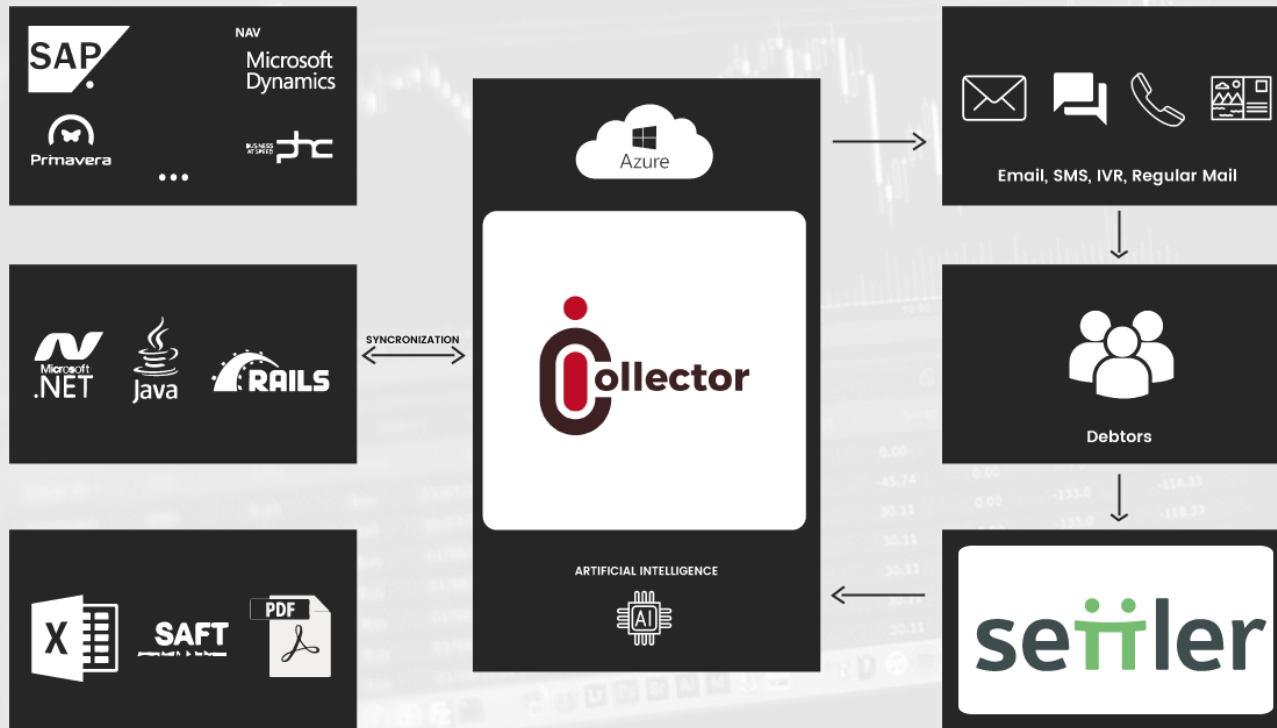 SAP
NAV
Microsoft
Dynamics
Primavera
BUSINESS
AT SPEED
phc
...
Microsoft
.NET
Java
RAILS
X
SAFT
PDF
SYNCRONIZATION
Azure
iCollector
ARTIFICIAL INTELLIGENCE
AI
Email, SMS, IVR, Regular Mail
Debtors
settler